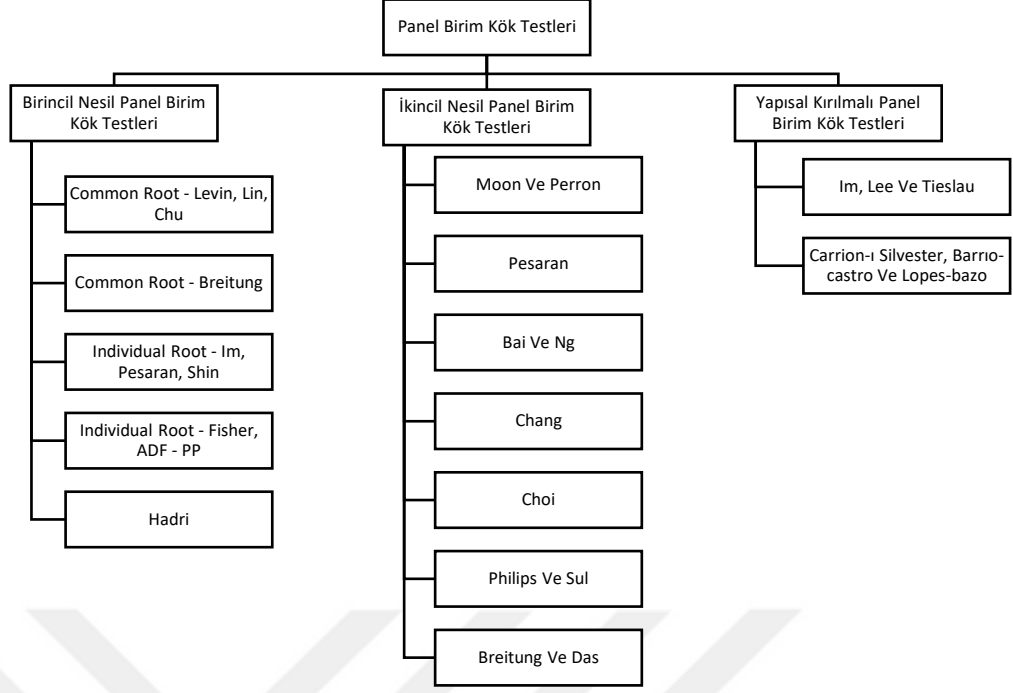 Panel Birim Kök Testleri
Birincil Nesil Panel Birim
Kök Testleri
Common Root - Levin, Lin,
Chu
Common Root - Breitung
Individual Root - Im,
Pesaran, Shin
Individual Root - Fisher,
ADF - PP
Hadri
İkincil Nesil Panel Birim
Kök Testleri
Moon Ve Perron
Pesaran
Bai Ve Ng
Chang
Choi
Philips Ve Sul
Breitung Ve Das
Yapısal Kırılmalı Panel
Birim Kök Testleri
Im, Lee Ve Tieslau
Carrion-ı Silvester, Barrıo-
castro Ve Lopes-bazo